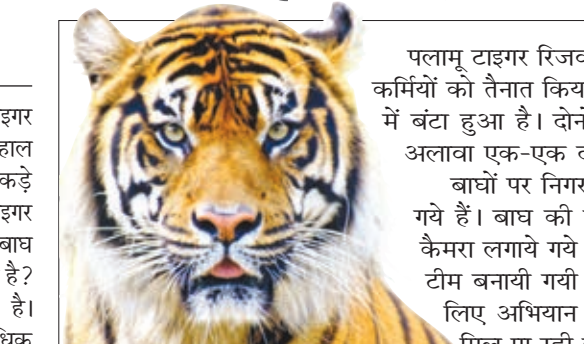 इगर
हाल
कड़े
इगर
बाघ
है?
है।
धिक
पलामू टाइगर रिजव
कर्मियों को तैनात किय
में बंटा हुआ है। दोन
अलावा एक-एक व
बाघों पर निगर
गये हैं। बाघ की
कैमरा लगाये गये
टीम बनायी गयी
लिए अभियान